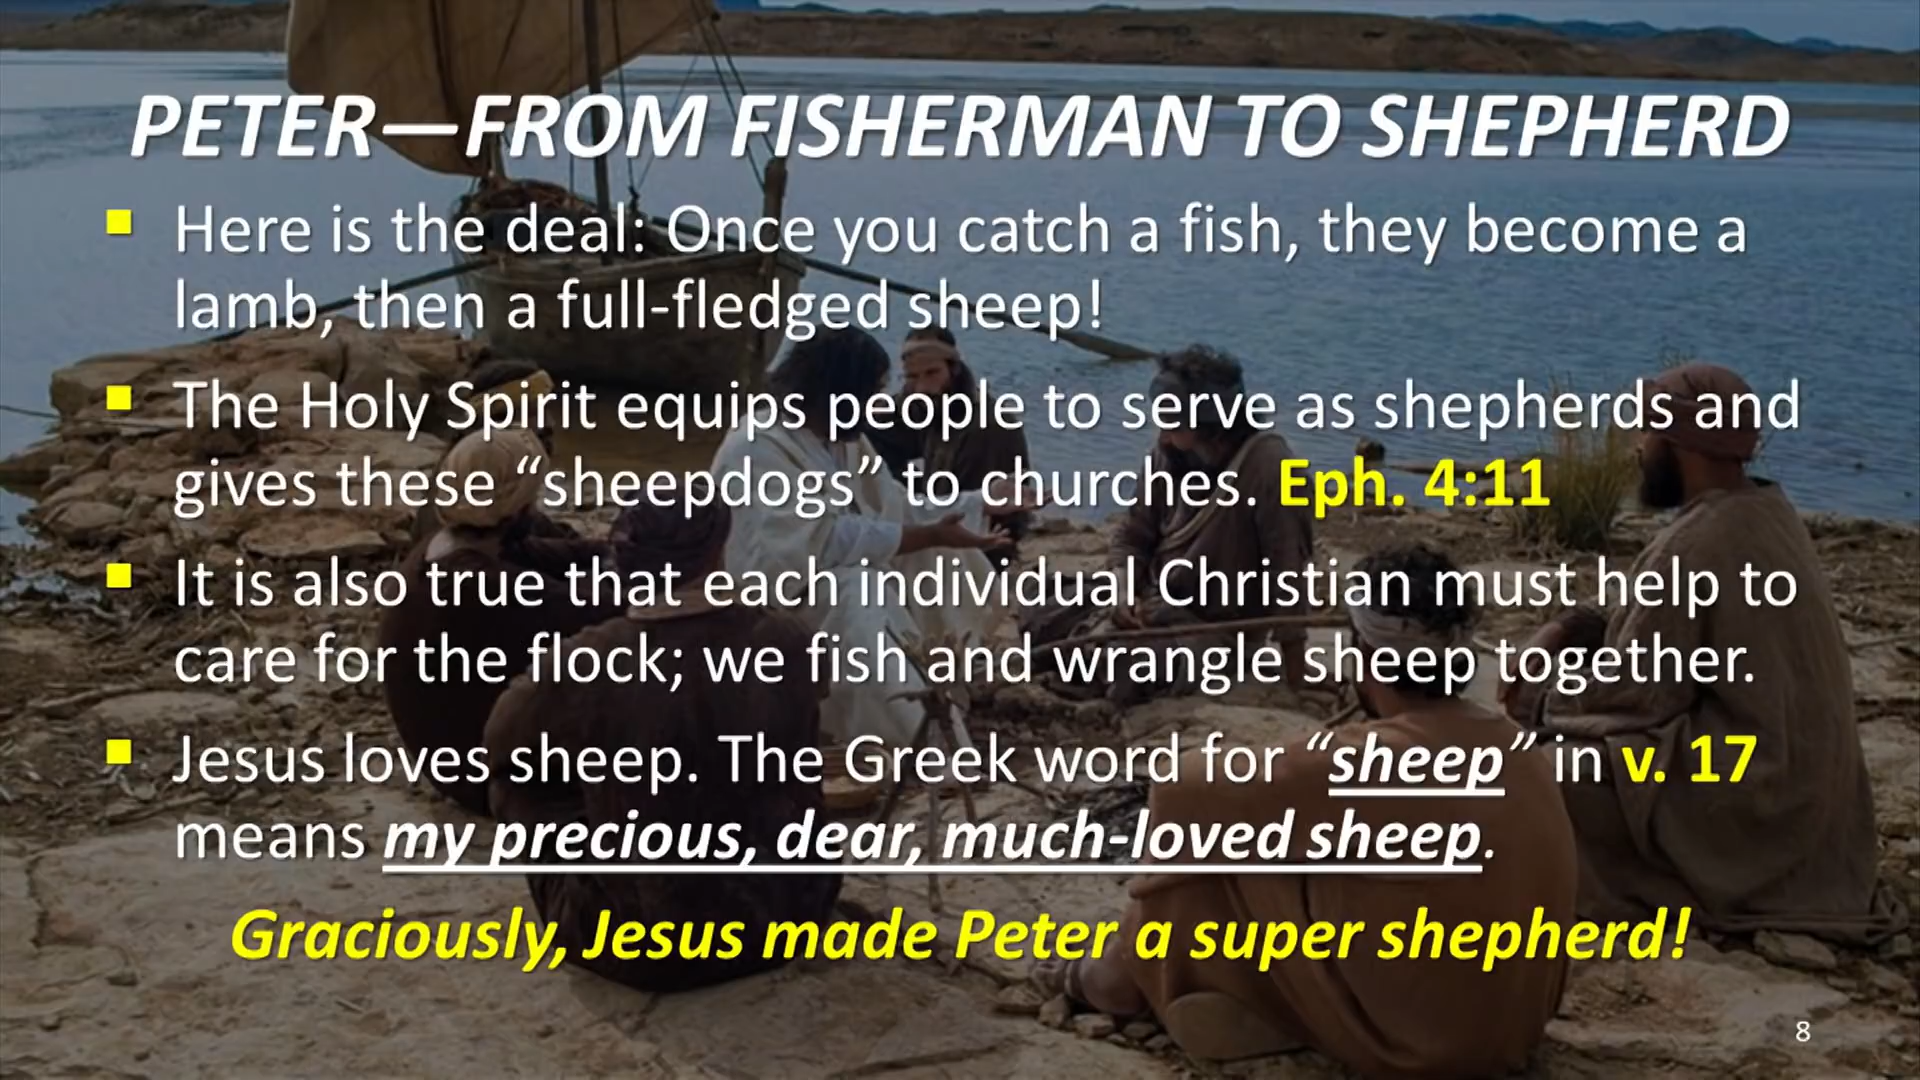 PETER—FROM FISHERMAN TO SHEPHERD
Here is the deal: Once you catch a fish, they become a
lamb, then a full-fledged sheep!
The Holy Spirit equips people to serve as shepherds and
gives these “sheepdogs” to churches. Eph. 4:11
It is also true that each individual Christian must help to
care for the flock; we fish and wrangle sheep together.
Jesus loves sheep. The Greek word for “sheep” in v. 17
means my precious, dear, much-loved sheep.
Graciously, Jesus made Peter a super shepherd!
8